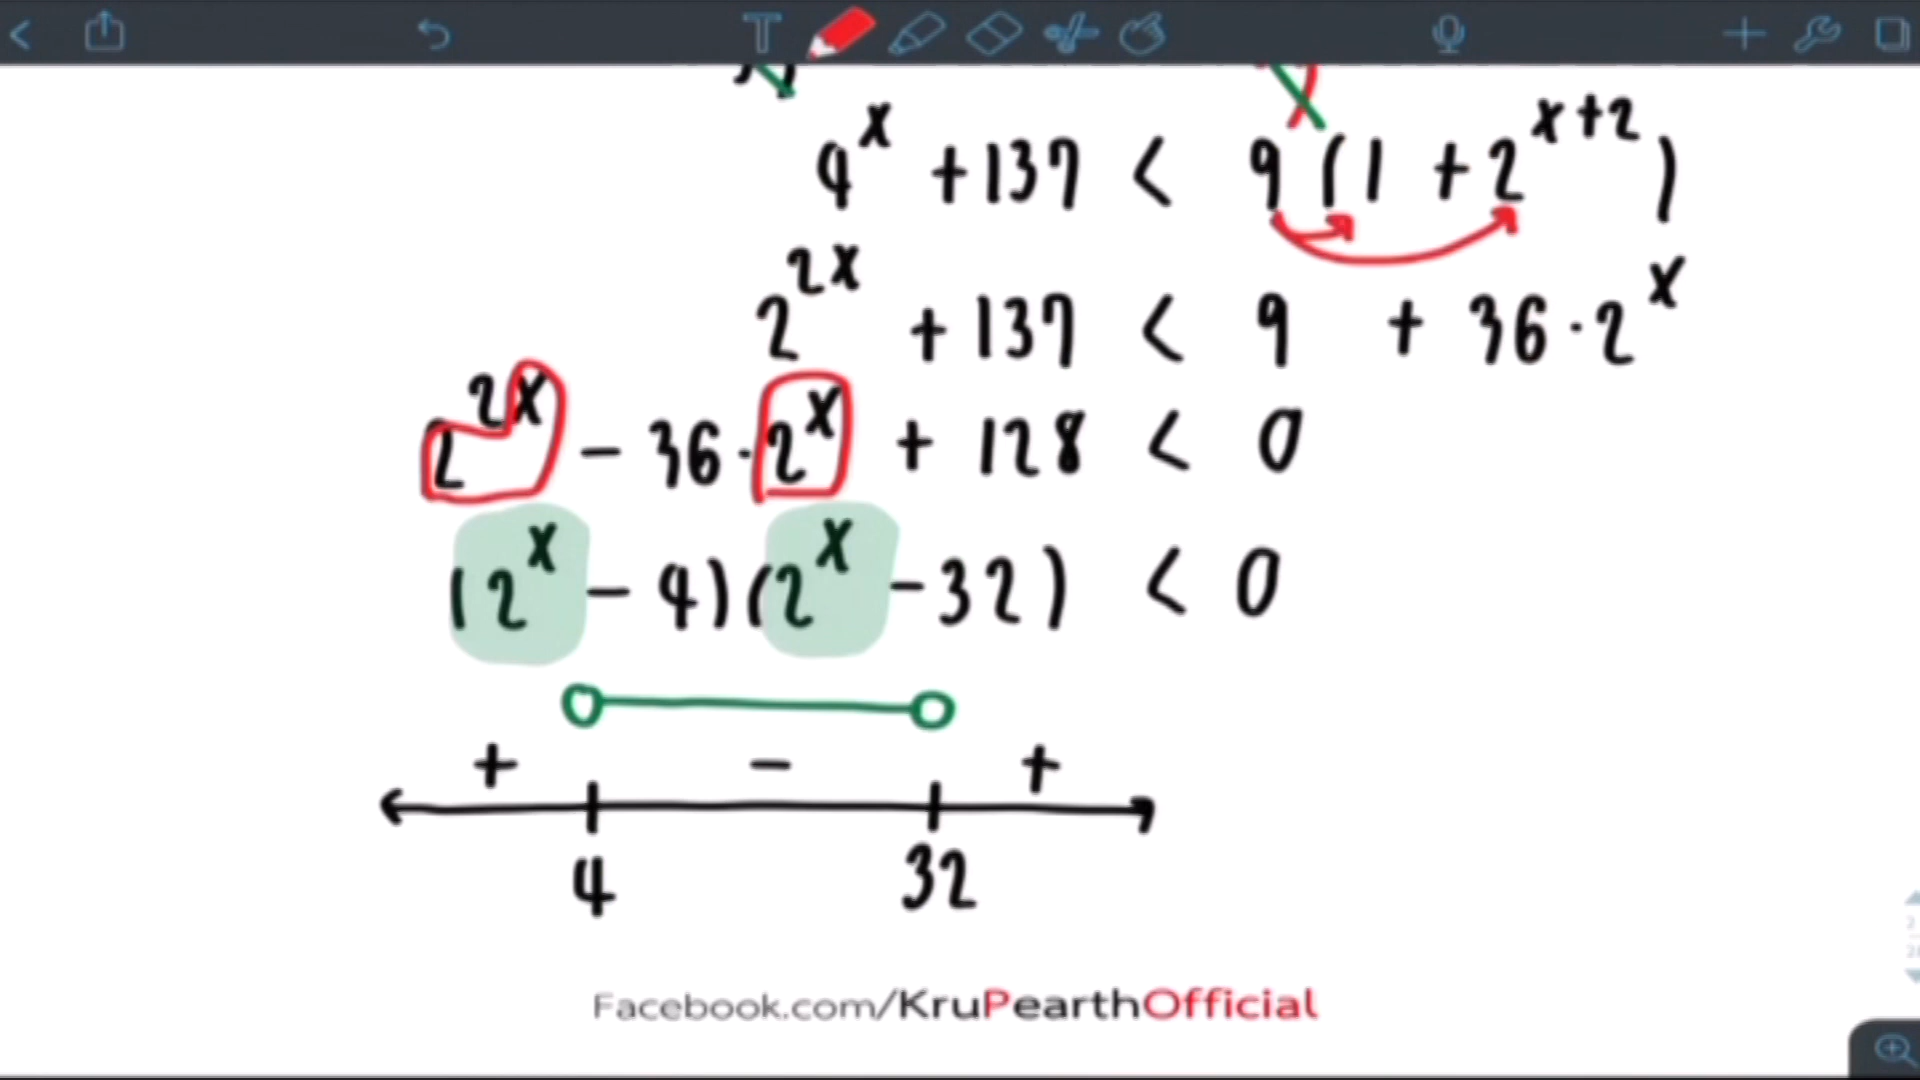 4^x + 137 < 9(1 + 2^{x+2})
2^{2x} + 137 < 9 + 36·2^x
2^{2x} - 36·2^x + 128 < 0
(2^x - 4)(2^x - 32) < 0
+ - +
4 32
Facebook.com/KruPearthOfficial